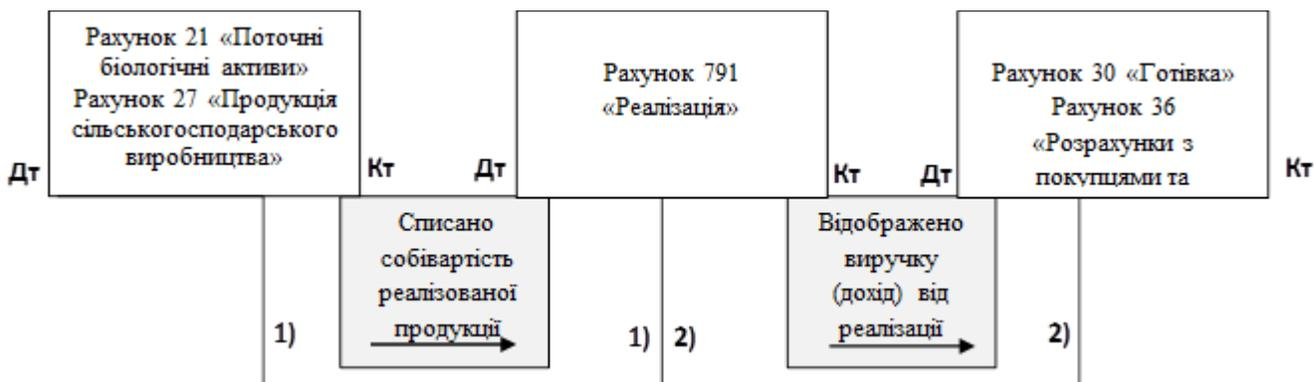 Рахунок 21 «Поточні
біологічні активи»
Рахунок 27 «Продукція
сільськогосподарського
виробництва»
Дт
Кт
Рахунок 791
«Реалізація»
Дт
Кт
Рахунок 30 «Готівка»
Рахунок 36
«Розрахунки з
покупцями та
Дт
Кт
Списано
собівартість
реалізованої
продукції
Відображено
виручку
(дохід) від
реалізації
1)
1)
2)
2)